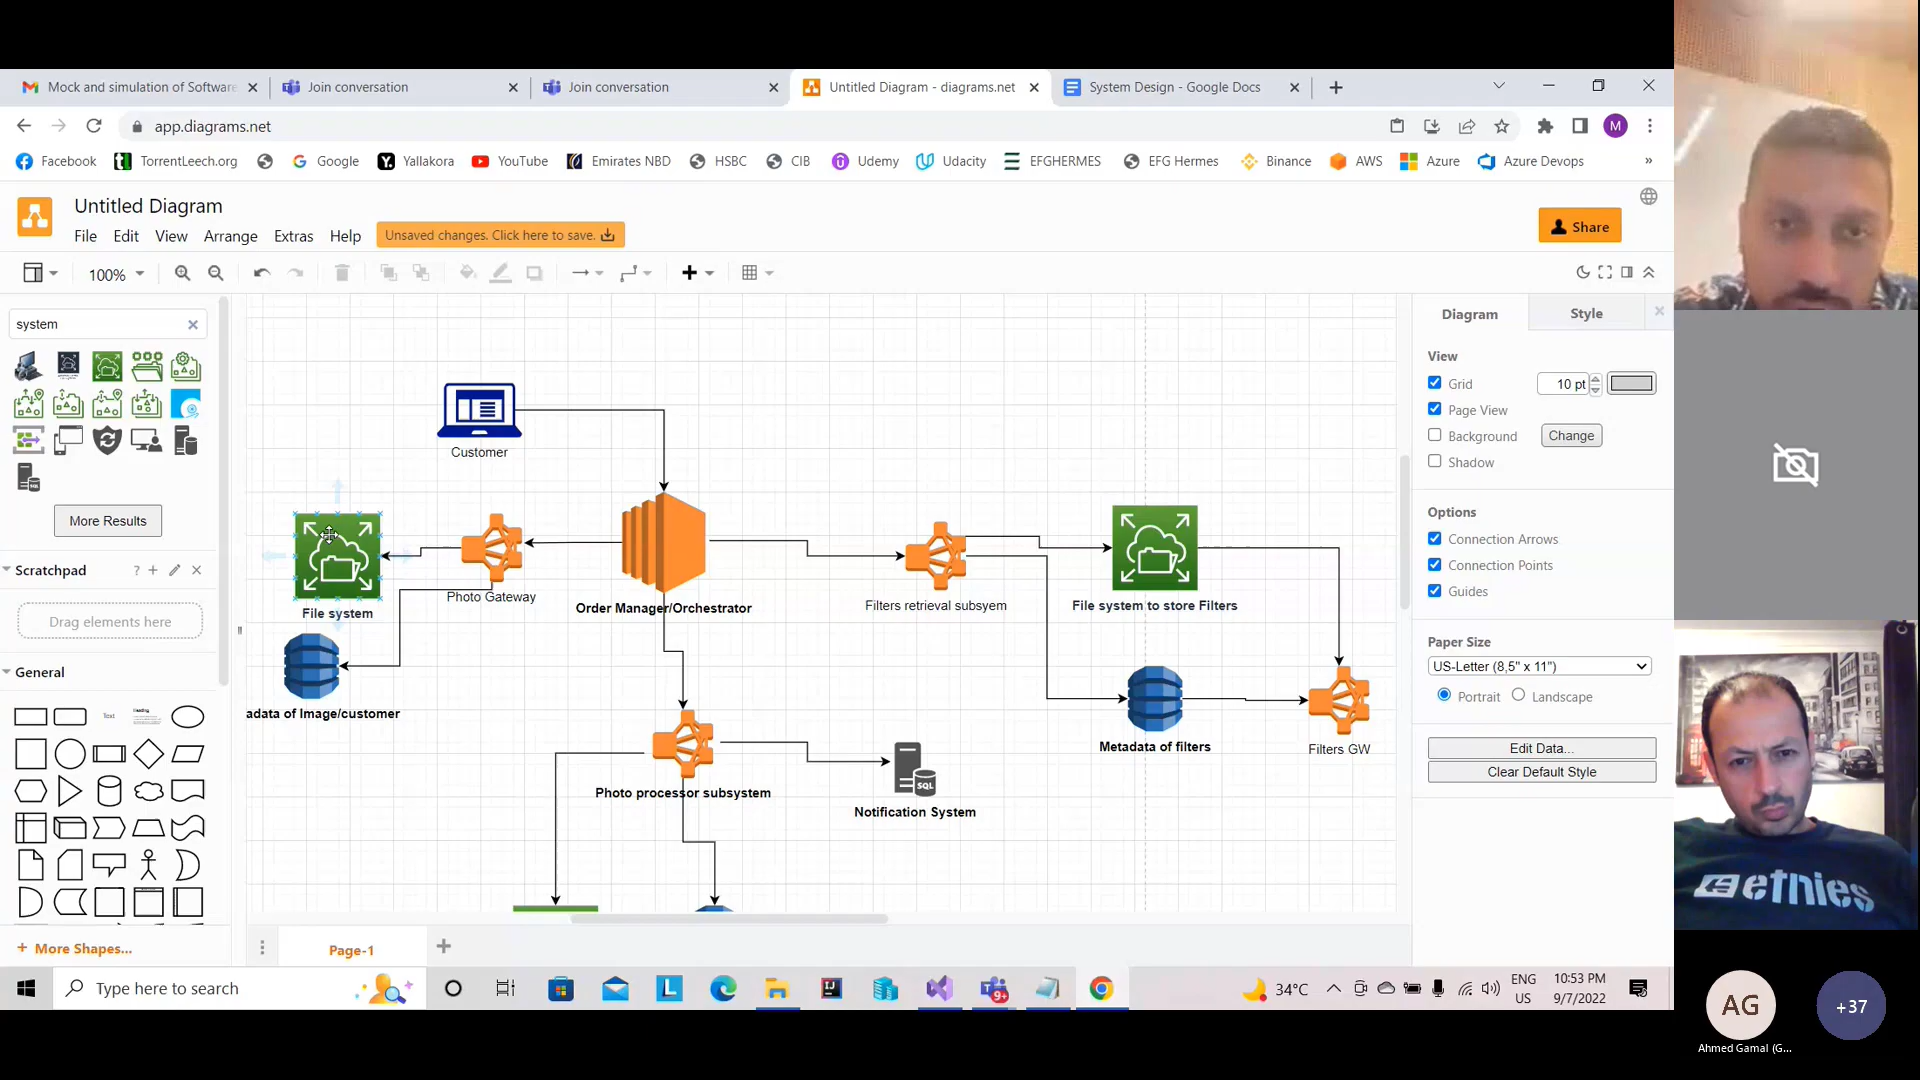 Mock and simulation of Software
Join conversation
Join conversation
Untitled Diagram - diagrams.net
System Design - Google Docs
app.diagrams.net
M
Facebook
TorrentLeech.org
Google
Yallakora
YouTube
Emirates NBD
HSBC
CIB
Udemy
Udacity
EFGHERMES
EFG Hermes
Binance
AWS
Azure
Azure Devops
»
Untitled Diagram
File Edit View Arrange Extras Help
Unsaved changes. Click here to save.
Share
100%
system
More Results
Scratchpad
Drag elements here
General
Text
Heading
+ More Shapes...
Customer
File system
Photo Gateway
Order Manager/Orchestrator
Filters retrieval subsyem
File system to store Filters
adata of Image/customer
Metadata of filters
Filters GW
Photo processor subsystem
SQL
Notification System
Page-1
Diagram
Style
View
Grid
10 pt
Page View
Background
Change
Shadow
Options
Connection Arrows
Connection Points
Guides
Paper Size
US-Letter (8,5" x 11")
Portrait
Landscape
Edit Data...
Clear Default Style
Type here to search
L
9+
34°C
ENG
US
10:53 PM
9/7/2022
etnies
AG
+37
Ahmed Gamal (G...